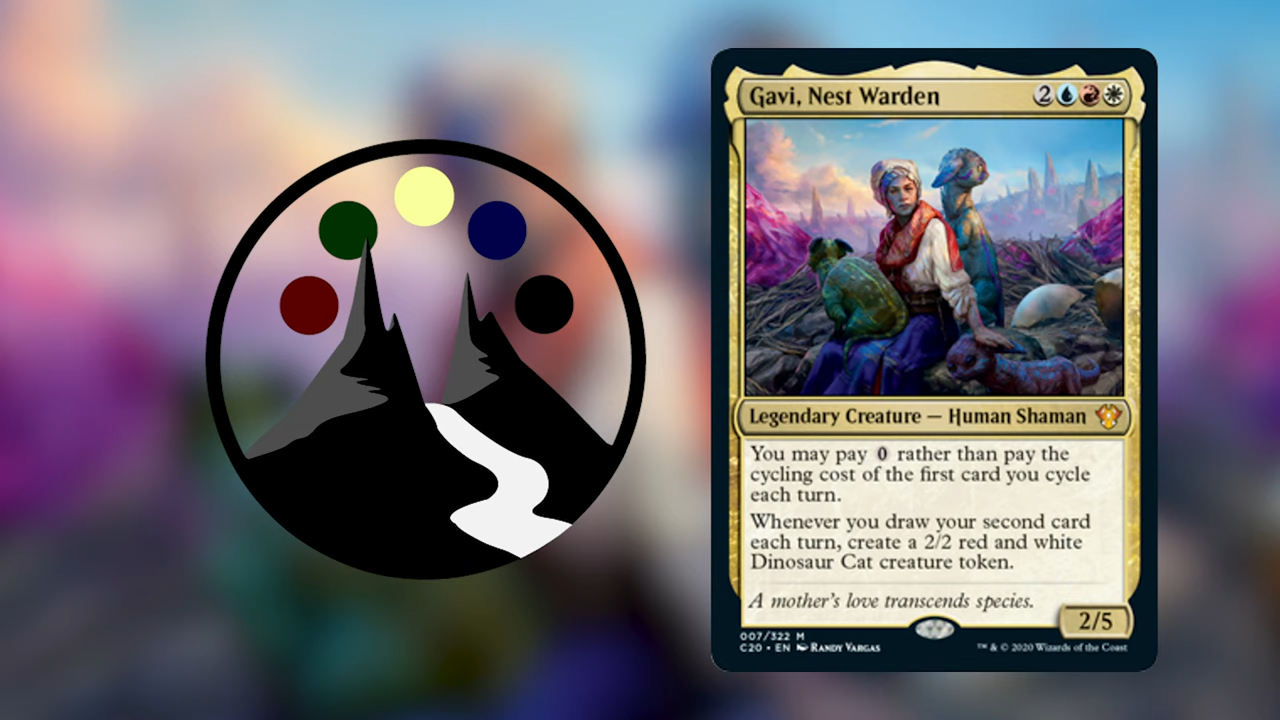 Gavi, Nest Warden 2
Legendary Creature — Human Shaman
You may pay 0 rather than pay the
cycling cost of the first card you cycle
each turn.
Whenever you draw your second card
each turn, create a 2/2 red and white
Dinosaur Cat creature token.
A mother's love transcends species.
2/5
007/322 M
C20 • EN Randy Vargas
™ & © 2020 Wizards of the Coast